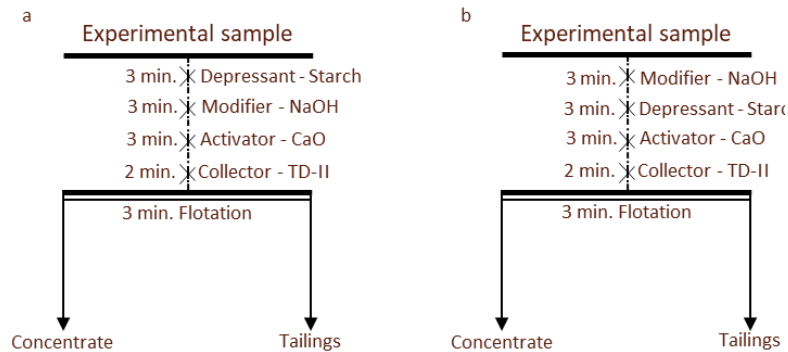 a
Experimental sample
3 min. Depressant - Starch
3 min. Modifier - NaOH
3 min. Activator - CaO
2 min. Collector - TD-II
3 min. Flotation
Concentrate
Tailings
b
Experimental sample
3 min. Modifier - NaOH
3 min. Depressant - Starc
3 min. Activator - CaO
2 min. Collector - TD-II
3 min. Flotation
Concentrate
Tailings